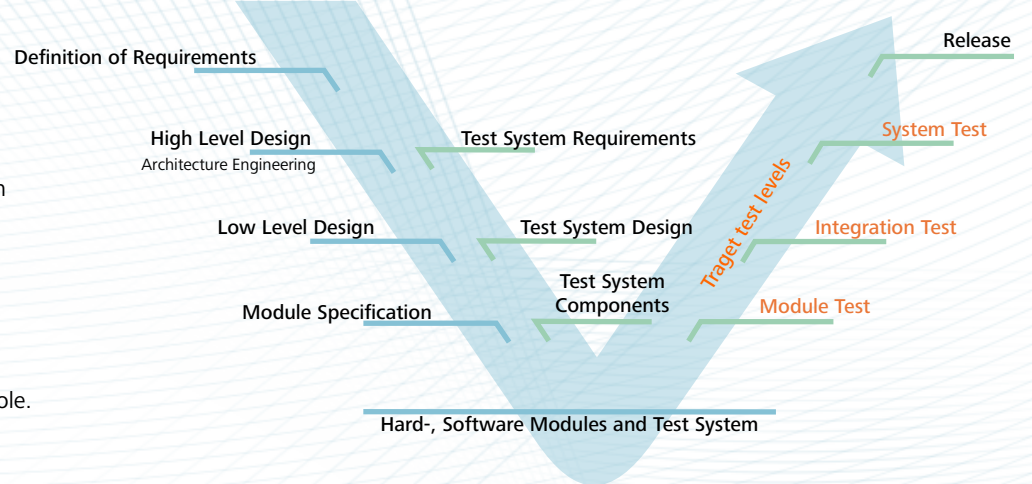 Definition of Requirements
Release
High Level Design
Architecture Engineering
Test System Requirements
System Test
n
Low Level Design
Test System Design
Traget test levels
Integration Test
Module Specification
Test System
Components
Module Test
ole.
Hard-, Software Modules and Test System